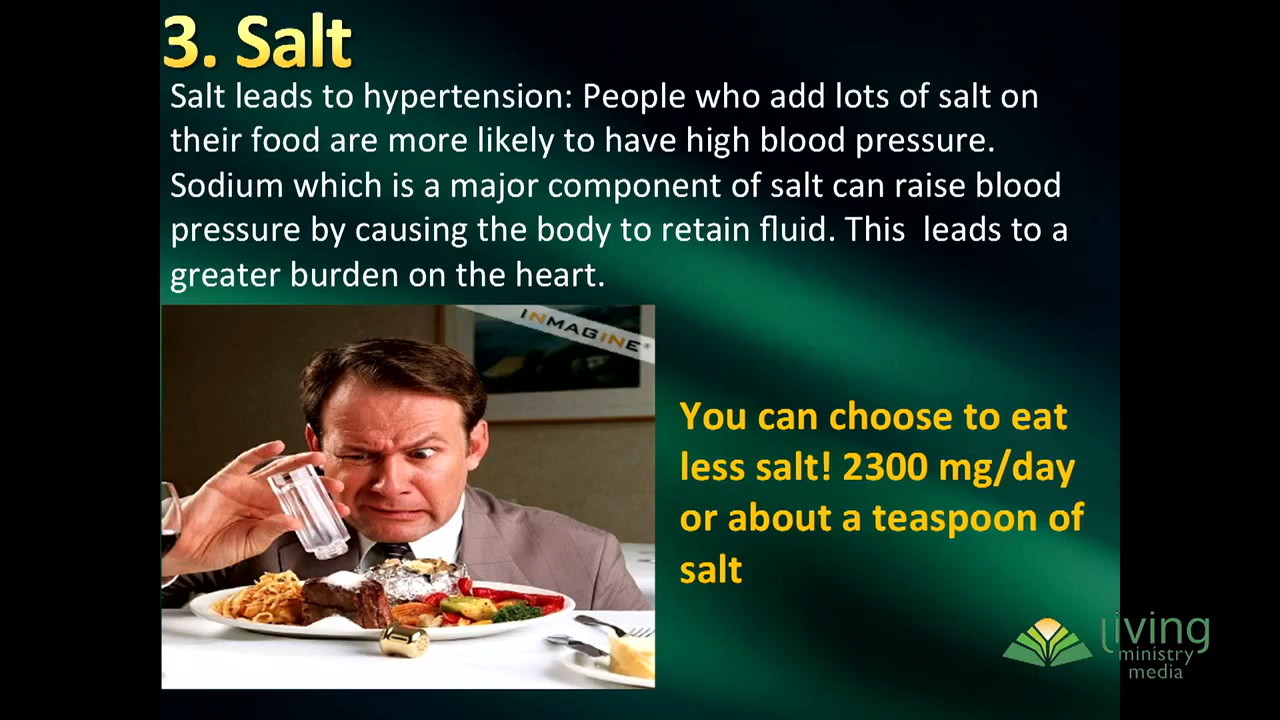 3. Salt
Salt leads to hypertension: People who add lots of salt on
their food are more likely to have high blood pressure.
Sodium which is a major component of salt can raise blood
pressure by causing the body to retain fluid. This  leads to a
greater burden on the heart.
INMAGINE®
You can choose to eat
less salt! 2300 mg/day
or about a teaspoon of
salt
living
ministry
media